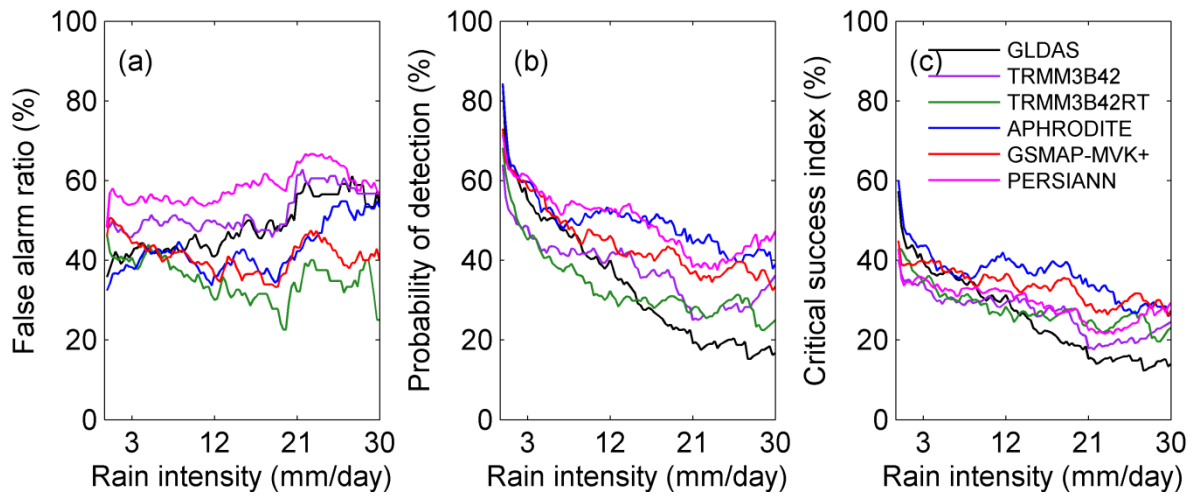 False alarm ratio (%)
100
80
60
40
20
0
(a)
3 12 21 30
Rain intensity (mm/day)
Probability of detection (%)
100
80
60
40
20
0
(b)
3 12 21 30
Rain intensity (mm/day)
Critical success index (%)
100
80
60
40
20
0
(c)
GLDAS
TRMM3B42
TRMM3B42RT
APHRODITE
GSMAP-MVK+
PERSIANN
3 12 21 30
Rain intensity (mm/day)